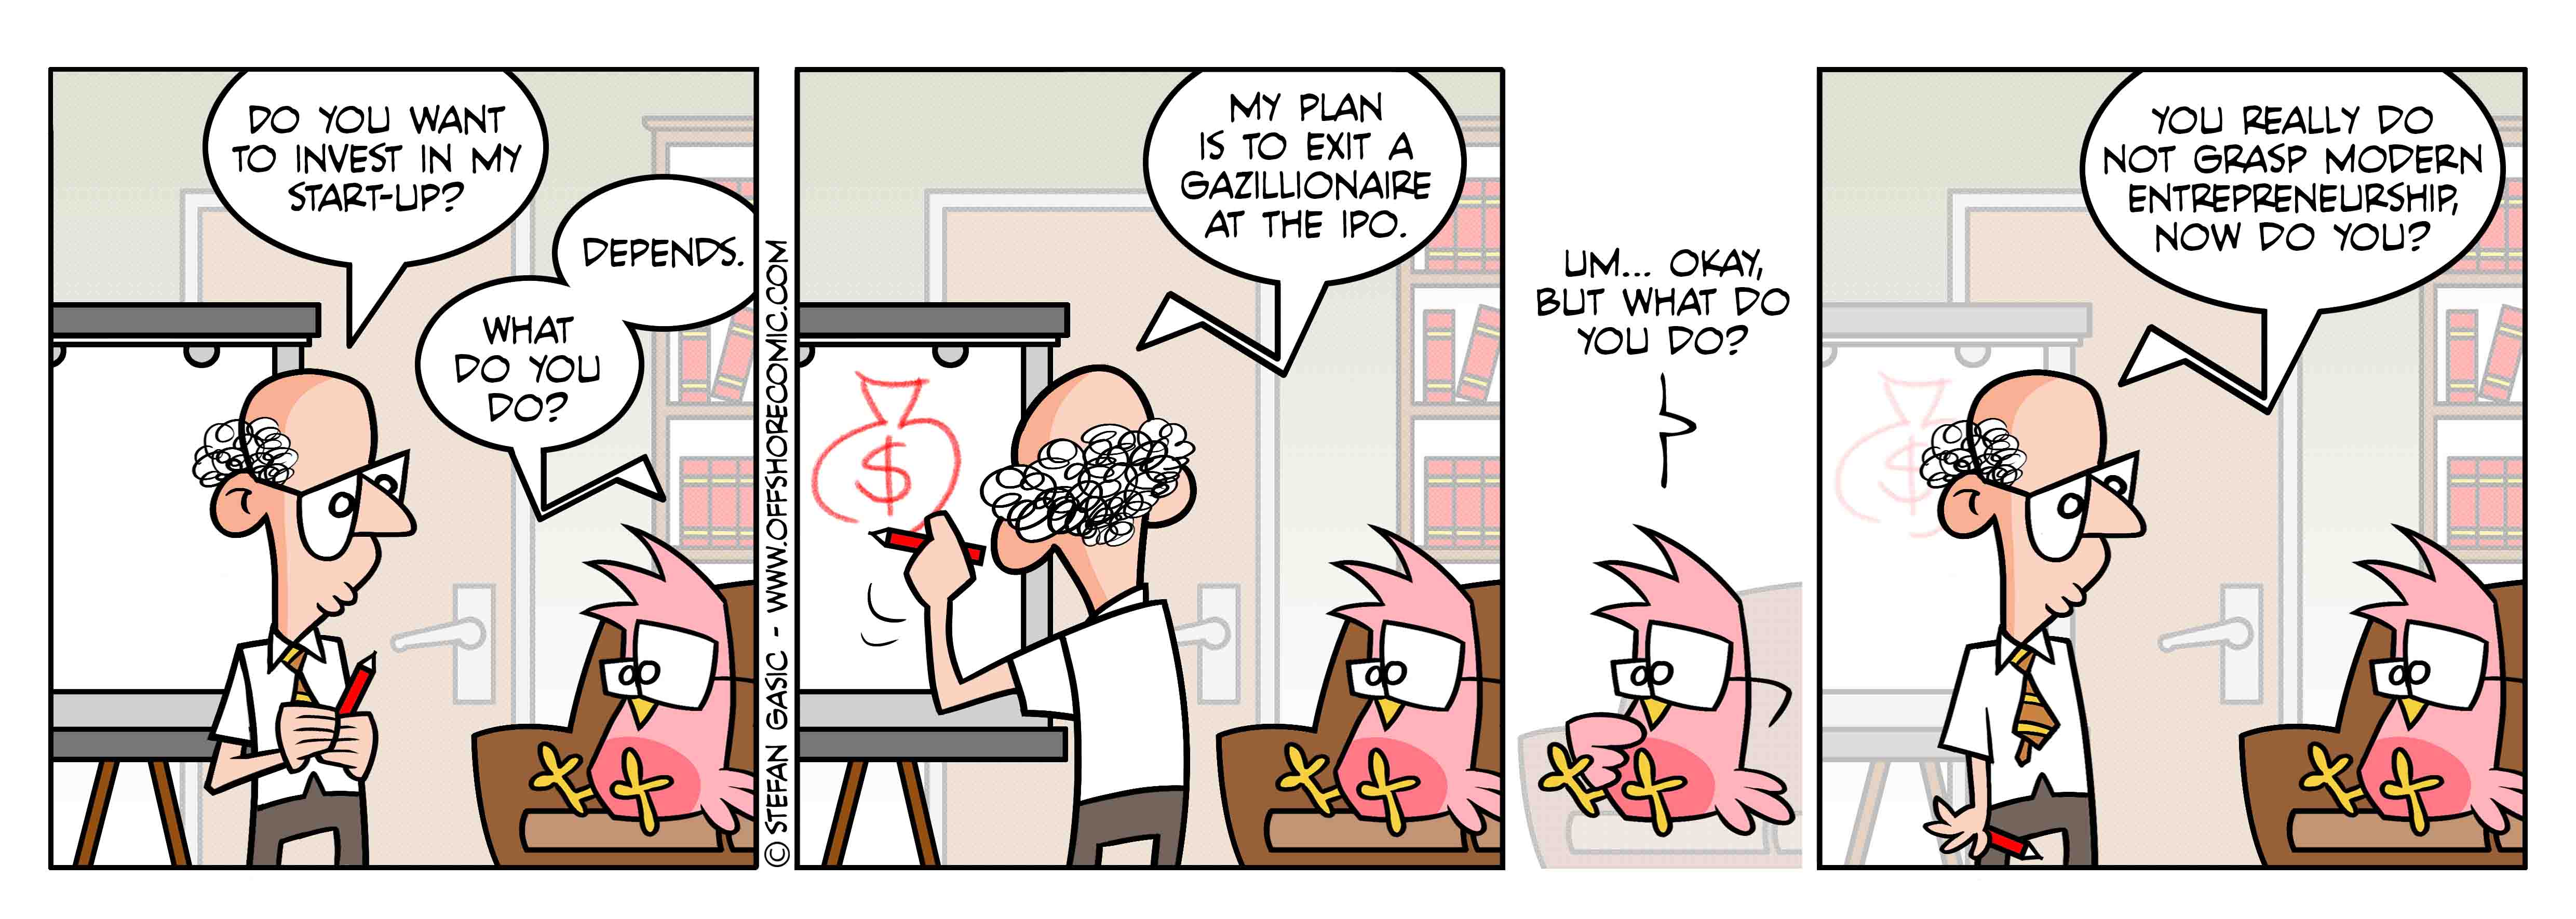 DO YOU WANT
TO INVEST IN MY
START-UP?
DEPENDS.
WHAT
DO YOU
DO?
© STEFAN GASIC - WWW.OFFSHORECOMIC.COM
MY PLAN
IS TO EXIT A
GAZILLIONAIRE
AT THE IPO.
$
UM... OKAY,
BUT WHAT DO
YOU DO?
YOU REALLY DO
NOT GRASP MODERN
ENTREPRENEURSHIP,
NOW DO YOU?
$